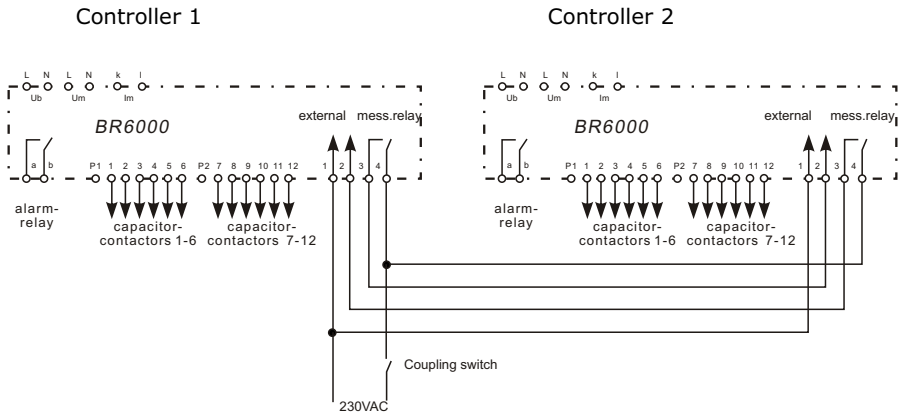 Controller 1 Controller 2
L N L N k l L N L N k l
Ub Um Im Ub Um Im
external mess.relay external mess.relay
BR6000 BR6000
a b P1 1 2 3 4 5 6 P2 7 8 9 10 11 12 1 2 3 4 a b P1 1 2 3 4 5 6 P2 7 8 9 10 11 12 1 2 3 4
alarm- capacitor- capacitor- alarm- capacitor- capacitor-
relay contactors 1-6 contactors 7-12 relay contactors 1-6 contactors 7-12
Coupling switch
230VAC